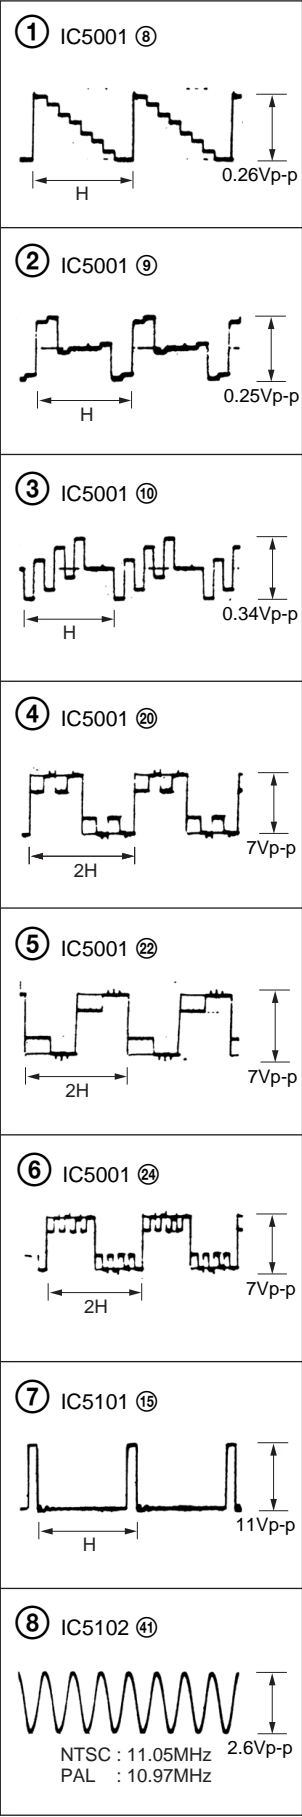 ① IC5001 ⑧
0.26Vp-p
H
② IC5001 ⑨
0.25Vp-p
H
③ IC5001 ⑩
0.34Vp-p
H
④ IC5001 ⑳
7Vp-p
2H
⑤ IC5001 ㉒
7Vp-p
2H
⑥ IC5001 ㉔
7Vp-p
2H
⑦ IC5101 ⑮
11Vp-p
H
⑧ IC5102 ㊶
2.6Vp-p
NTSC : 11.05MHz
PAL : 10.97MHz